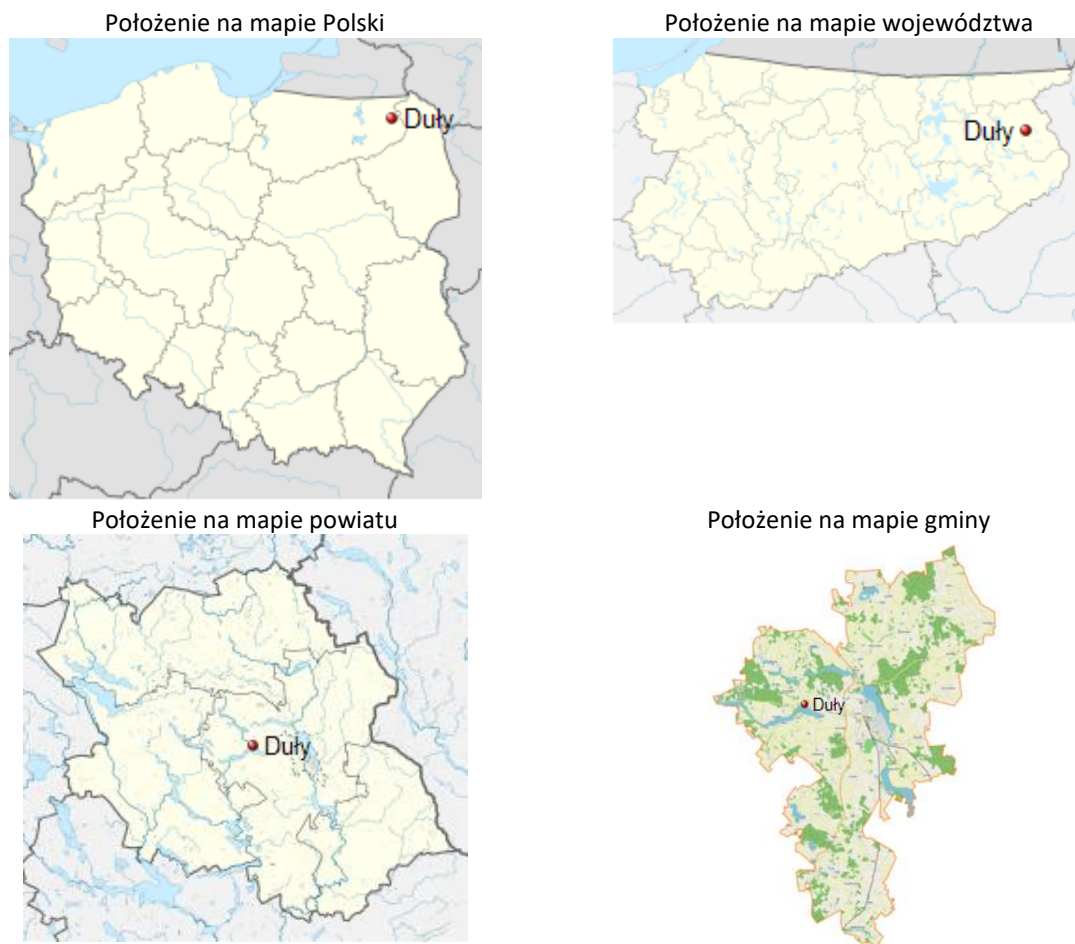 Położenie na mapie Polski
Duły
Położenie na mapie województwa
Duły
Położenie na mapie powiatu
Duły
Położenie na mapie gminy
Duły